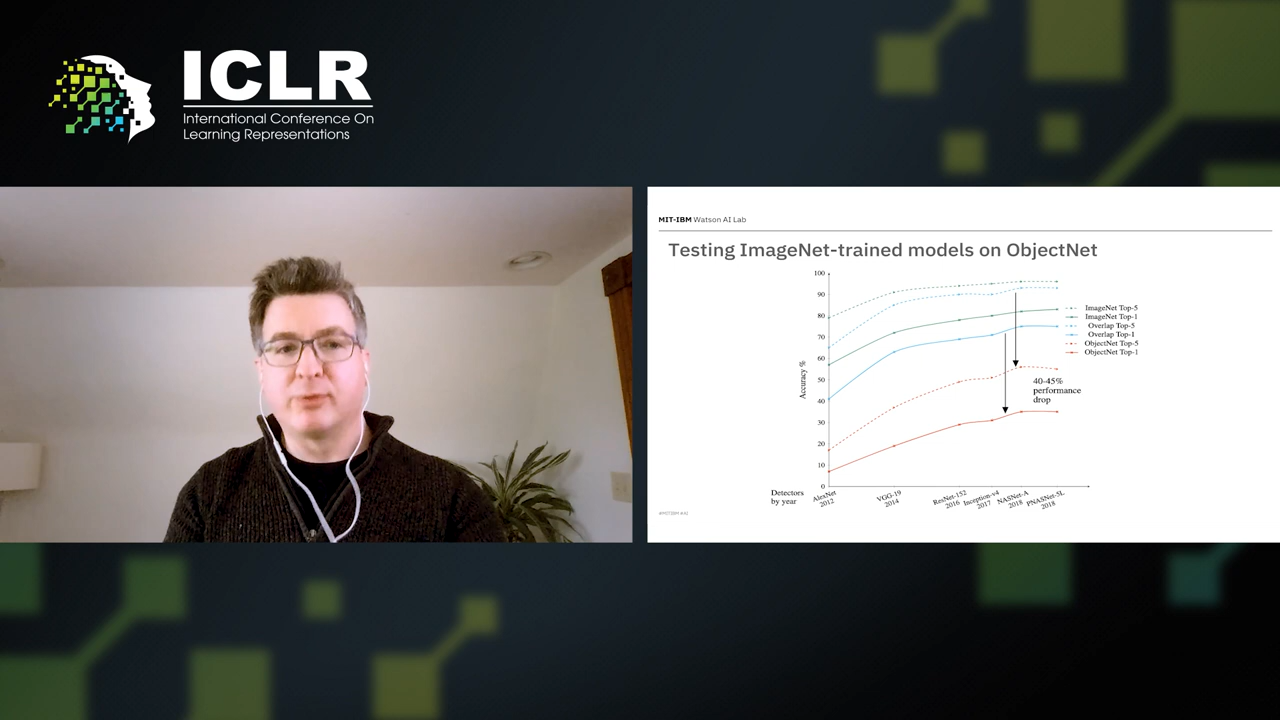 ICLR
International Conference On
Learning Representations
MIT-IBM Watson AI Lab
Testing ImageNet-trained models on ObjectNet
100
90
80
70
60
50
40
30
20
10
0
Accuracy %
ImageNet Top-5
ImageNet Top-1
Overlap Top-5
Overlap Top-1
ObjectNet Top-5
ObjectNet Top-1
40-45%
performance
drop
Detectors
by year
AlexNet
2012
VGG-19
2014
ResNet-152
2016
Inception-v4
2017
NASNet-A
2018
PNASNet-5L
2018